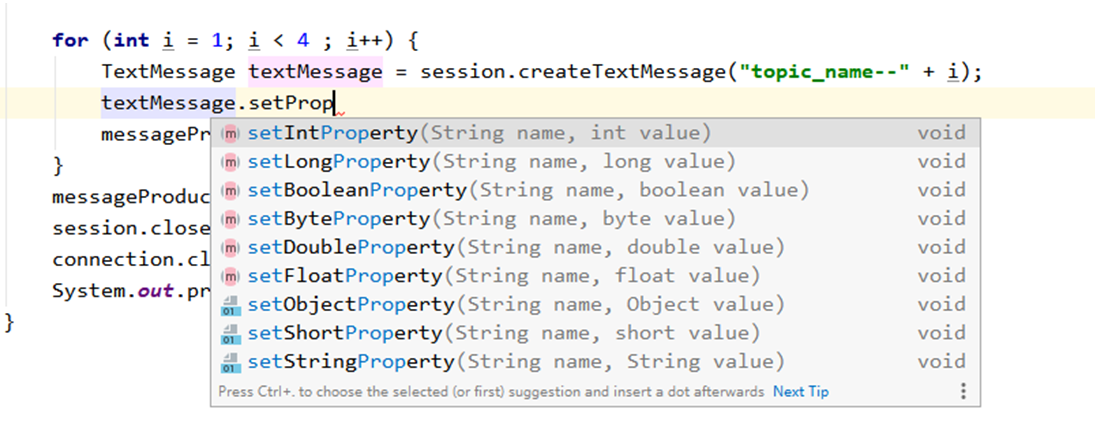 for (int i = 1; i < 4 ; i++) {
TextMessage textMessage = session.createTextMessage("topic_name--" + i);
textMessage.setProp
messagePr
m setIntProperty(String name, int value) void
m setLongProperty(String name, long value) void
}
m setBooleanProperty(String name, boolean value) void
messageProduc
m setByteProperty(String name, byte value) void
session.close
m setDoubleProperty(String name, double value) void
connection.cl
m setFloatProperty(String name, float value) void
System.out.pr
01 setObjectProperty(String name, Object value) void
}
01 setShortProperty(String name, short value) void
01 setStringProperty(String name, String value) void
Press Ctrl+. to choose the selected (or first) suggestion and insert a dot afterwards Next Tip